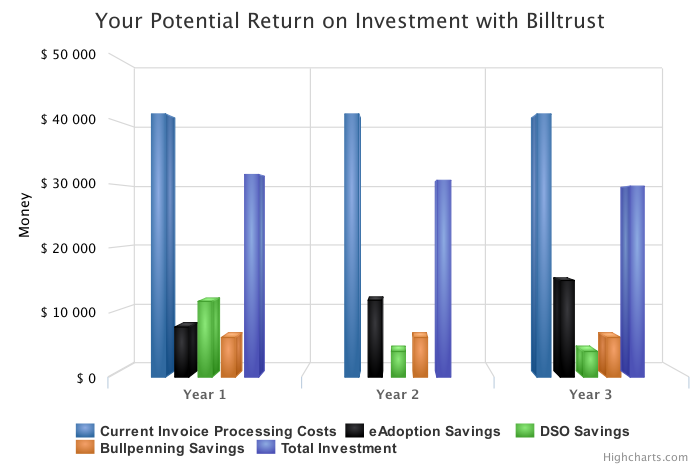 Your Potential Return on Investment with Billtrust
$ 50 000
$ 40 000
$ 30 000
$ 20 000
$ 10 000
$ 0
Money
Year 1
Year 2
Year 3
Current Invoice Processing Costs eAdoption Savings DSO Savings
Bullpenning Savings Total Investment
Highcharts.com